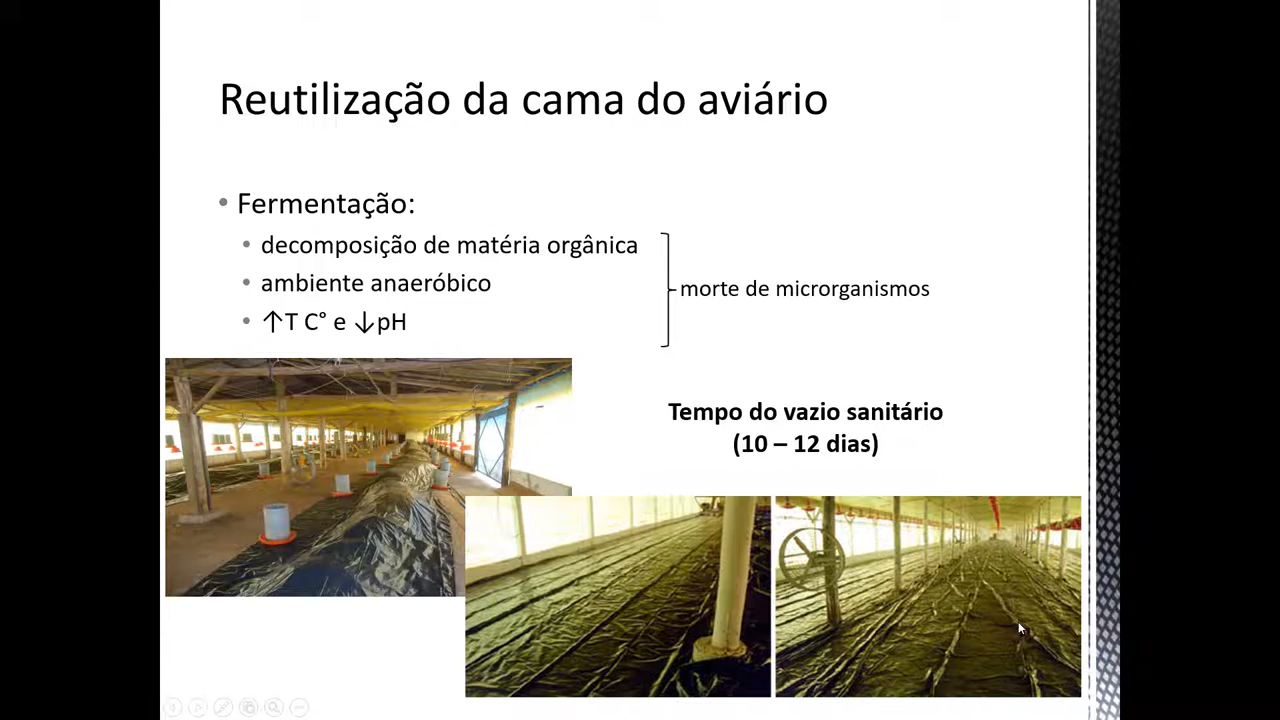 Reutilização da cama do aviário
• Fermentação:
• decomposição de matéria orgânica
• ambiente anaeróbico
• ↑T C° e ↓pH
morte de microrganismos
Tempo do vazio sanitário
(10 – 12 dias)